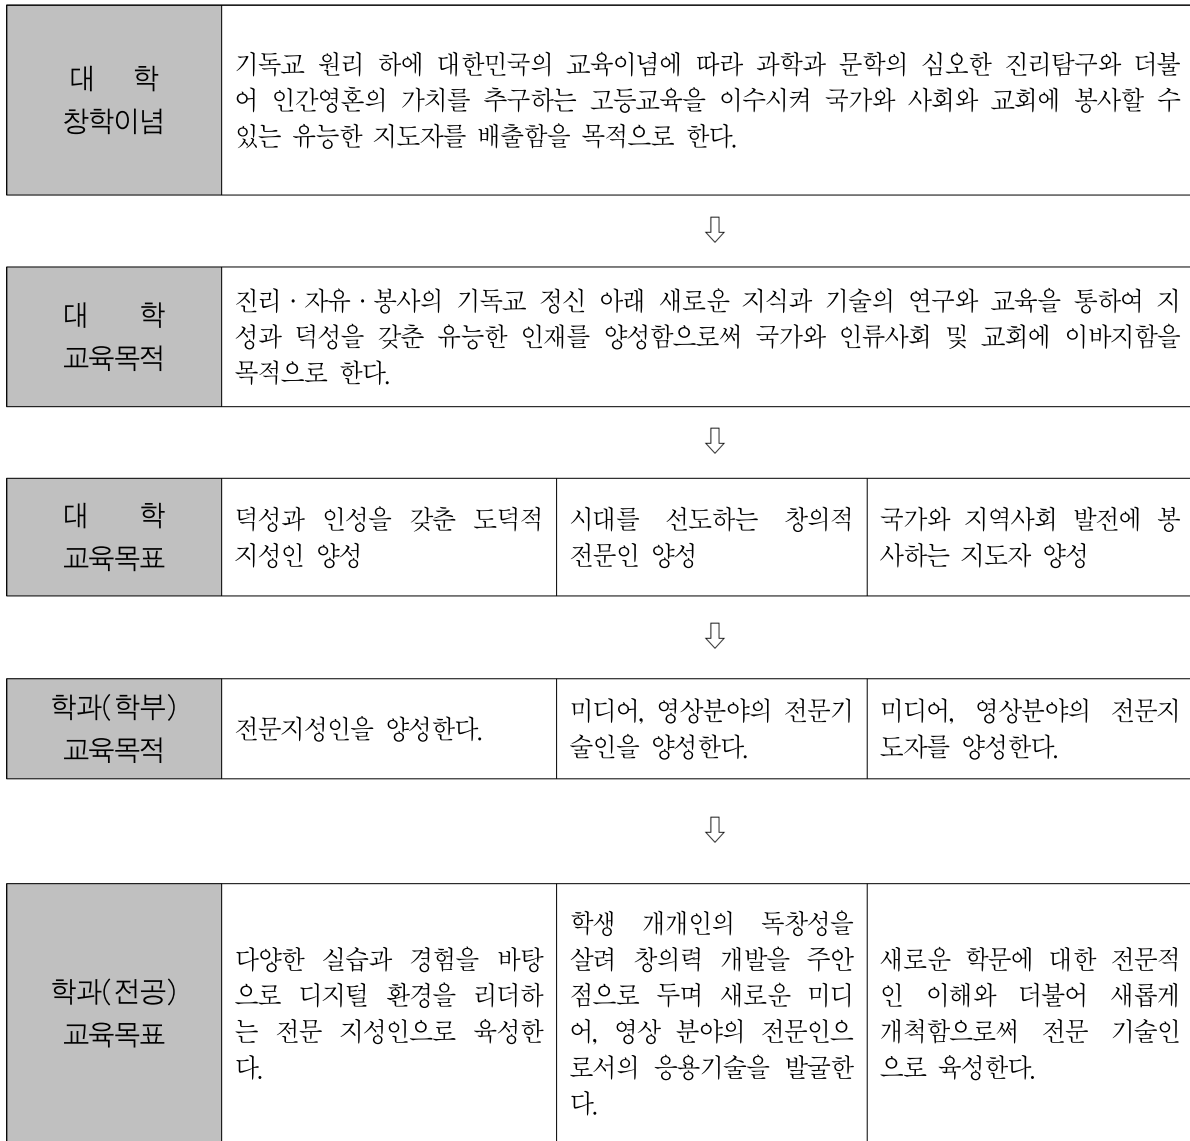 대 학
창학이념
기독교 원리 하에 대한민국의 교육이념에 따라 과학과 문학의 심오한 진리탐구와 더불
어 인간영혼의 가치를 추구하는 고등교육을 이수시켜 국가와 사회와 교회에 봉사할 수
있는 유능한 지도자를 배출함을 목적으로 한다.
⇩
대 학
교육목적
진리·자유·봉사의 기독교 정신 아래 새로운 지식과 기술의 연구와 교육을 통하여 지
성과 덕성을 갖춘 유능한 인재를 양성함으로써 국가와 인류사회 및 교회에 이바지함을
목적으로 한다.
⇩
대 학
교육목표
덕성과 인성을 갖춘 도덕적
지성인 양성
시대를 선도하는 창의적
전문인 양성
국가와 지역사회 발전에 봉
사하는 지도자 양성
⇩
학과(학부)
교육목적
전문지성인을 양성한다.
미디어, 영상분야의 전문기
술인을 양성한다.
미디어, 영상분야의 전문지
도자를 양성한다.
⇩
학과(전공)
교육목표
다양한 실습과 경험을 바탕
으로 디지털 환경을 리더하
는 전문 지성인으로 육성한
다.
학생 개개인의 독창성을
살려 창의력 개발을 주안
점으로 두며 새로운 미디
어, 영상 분야의 전문인으
로서의 응용기술을 발굴한
다.
새로운 학문에 대한 전문적
인 이해와 더불어 새롭게
개척함으로써 전문 기술인
으로 육성한다.